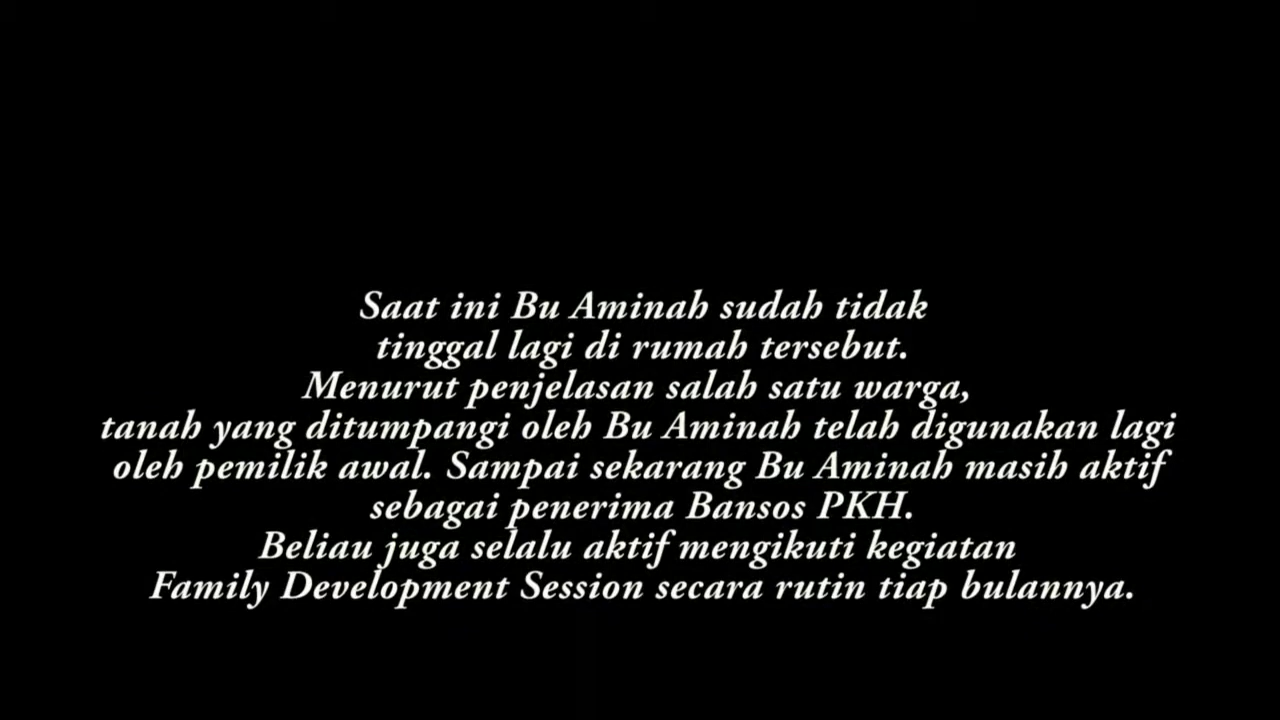 Saat ini Bu Aminah sudah tidak
tinggal lagi di rumah tersebut.
Menurut penjelasan salah satu warga,
tanah yang ditumpangi oleh Bu Aminah telah digunakan lagi
oleh pemilik awal. Sampai sekarang Bu Aminah masih aktif
sebagai penerima Bansos PKH.
Beliau juga selalu aktif mengikuti kegiatan
Family Development Session secara rutin tiap bulannya.